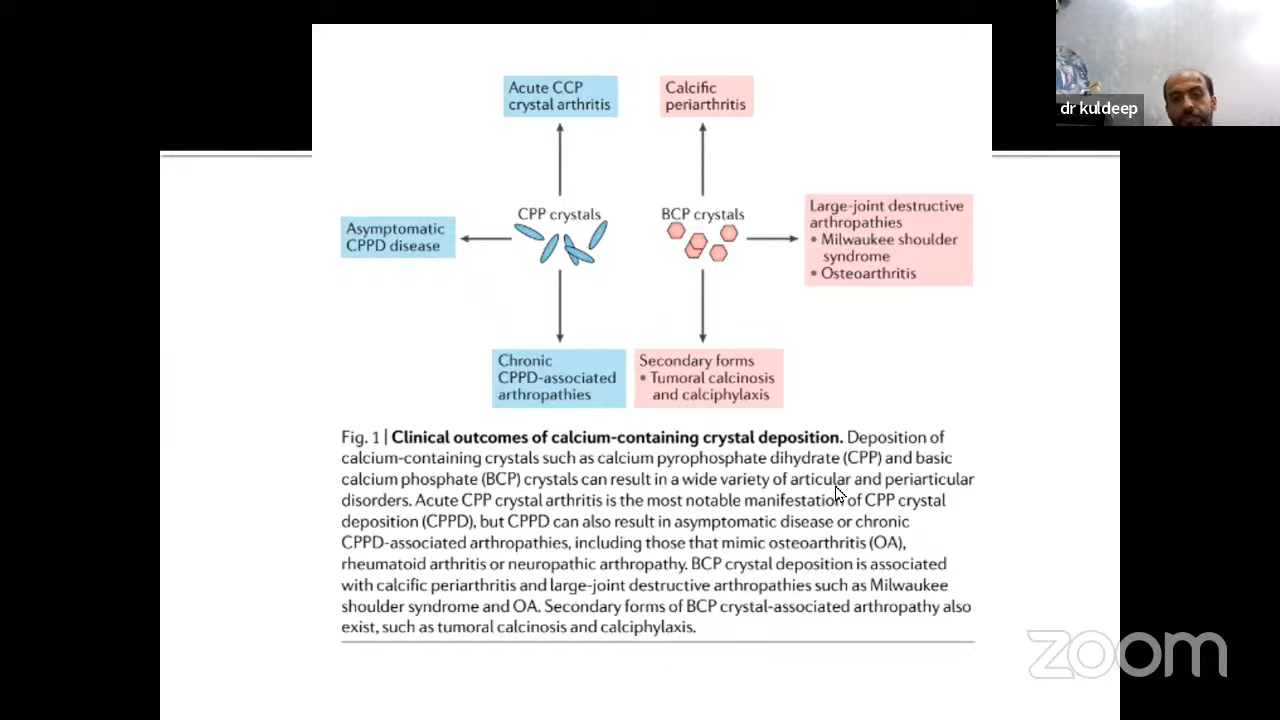 dr kuldeep
Acute CCP
crystal arthritis
Calcific
periarthritis
CPP crystals
BCP crystals
Asymptomatic
CPPD disease
Large-joint destructive
arthropathies
• Milwaukee shoulder
syndrome
• Osteoarthritis
Chronic
CPPD-associated
arthropathies
Secondary forms
• Tumoral calcinosis
and calciphylaxis
Fig. 1 | Clinical outcomes of calcium-containing crystal deposition. Deposition of
calcium-containing crystals such as calcium pyrophosphate dihydrate (CPP) and basic
calcium phosphate (BCP) crystals can result in a wide variety of articular and periarticular
disorders. Acute CPP crystal arthritis is the most notable manifestation of CPP crystal
deposition (CPPD), but CPPD can also result in asymptomatic disease or chronic
CPPD-associated arthropathies, including those that mimic osteoarthritis (OA),
rheumatoid arthritis or neuropathic arthropathy. BCP crystal deposition is associated
with calcific periarthritis and large-joint destructive arthropathies such as Milwaukee
shoulder syndrome and OA. Secondary forms of BCP crystal-associated arthropathy also
exist, such as tumoral calcinosis and calciphylaxis.
zoom